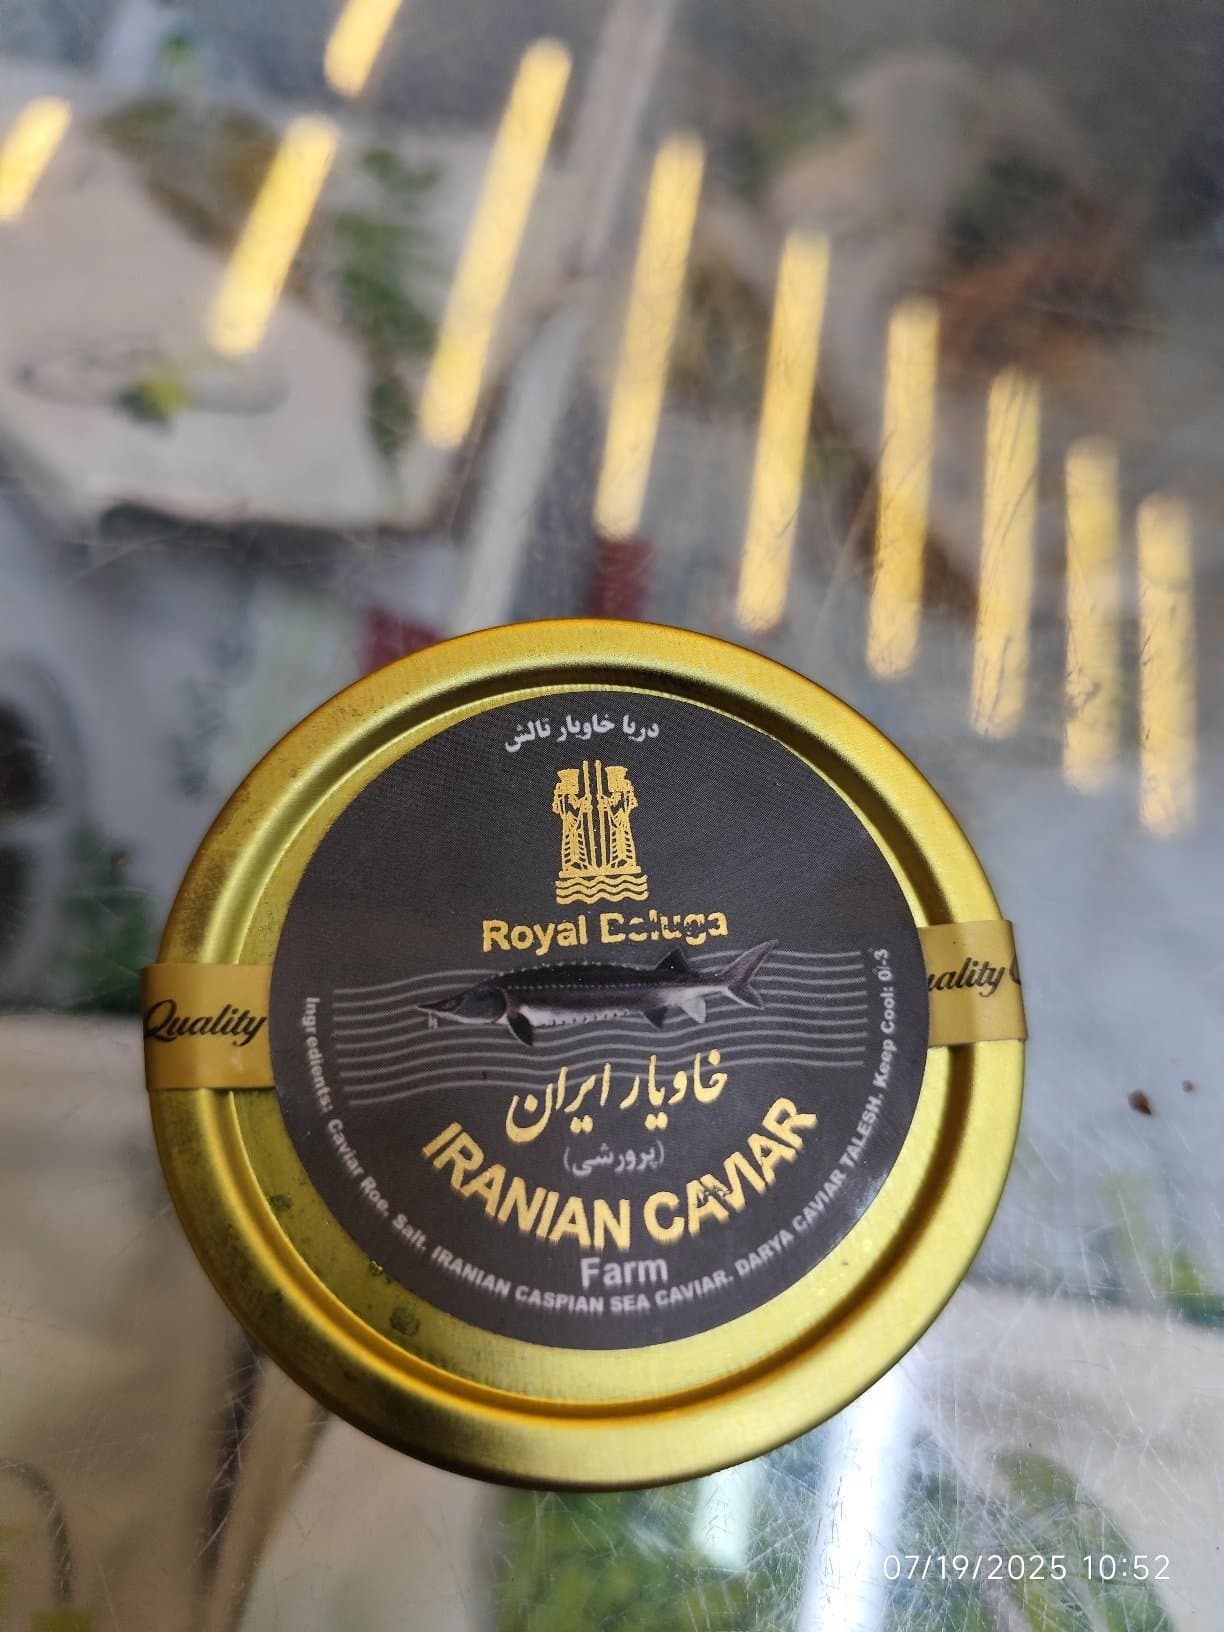 دریا خاویار تالش
Royal Beluga
Quality
uality
خاویار ایران
(پرورشی)
IRANIAN CAVIAR
Farm
Ingredients: Caviar Roe, Salt. IRANIAN CASPIAN SEA CAVIAR. DARYA CAVIAR TALESH. Keep Cool: 0/-3
07/19/2025 10:52